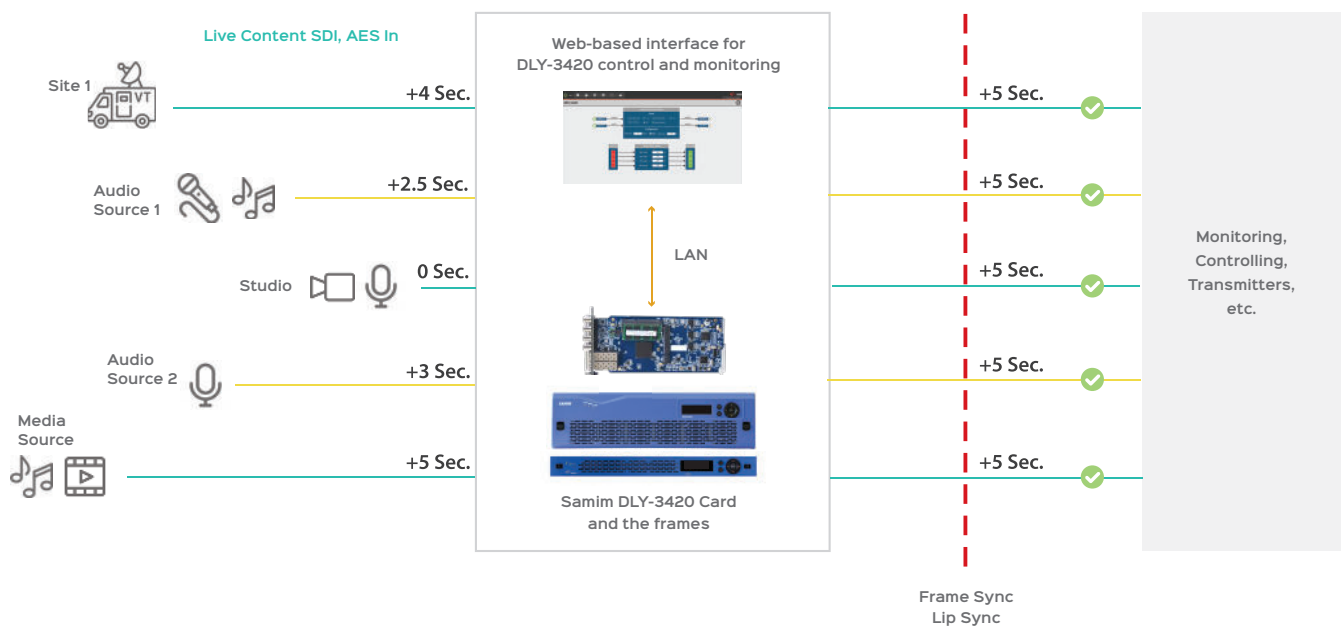 Live Content SDI, AES In
Site 1
VT
+4 Sec.
Audio
Source 1
+2.5 Sec.
Studio
0 Sec.
Audio
Source 2
+3 Sec.
Media
Source
+5 Sec.
Web-based interface for
DLY-3420 control and monitoring
LAN
Samim DLY-3420 Card
and the frames
+5 Sec.
+5 Sec.
+5 Sec.
+5 Sec.
+5 Sec.
Frame Sync
Lip Sync
Monitoring,
Controlling,
Transmitters,
etc.